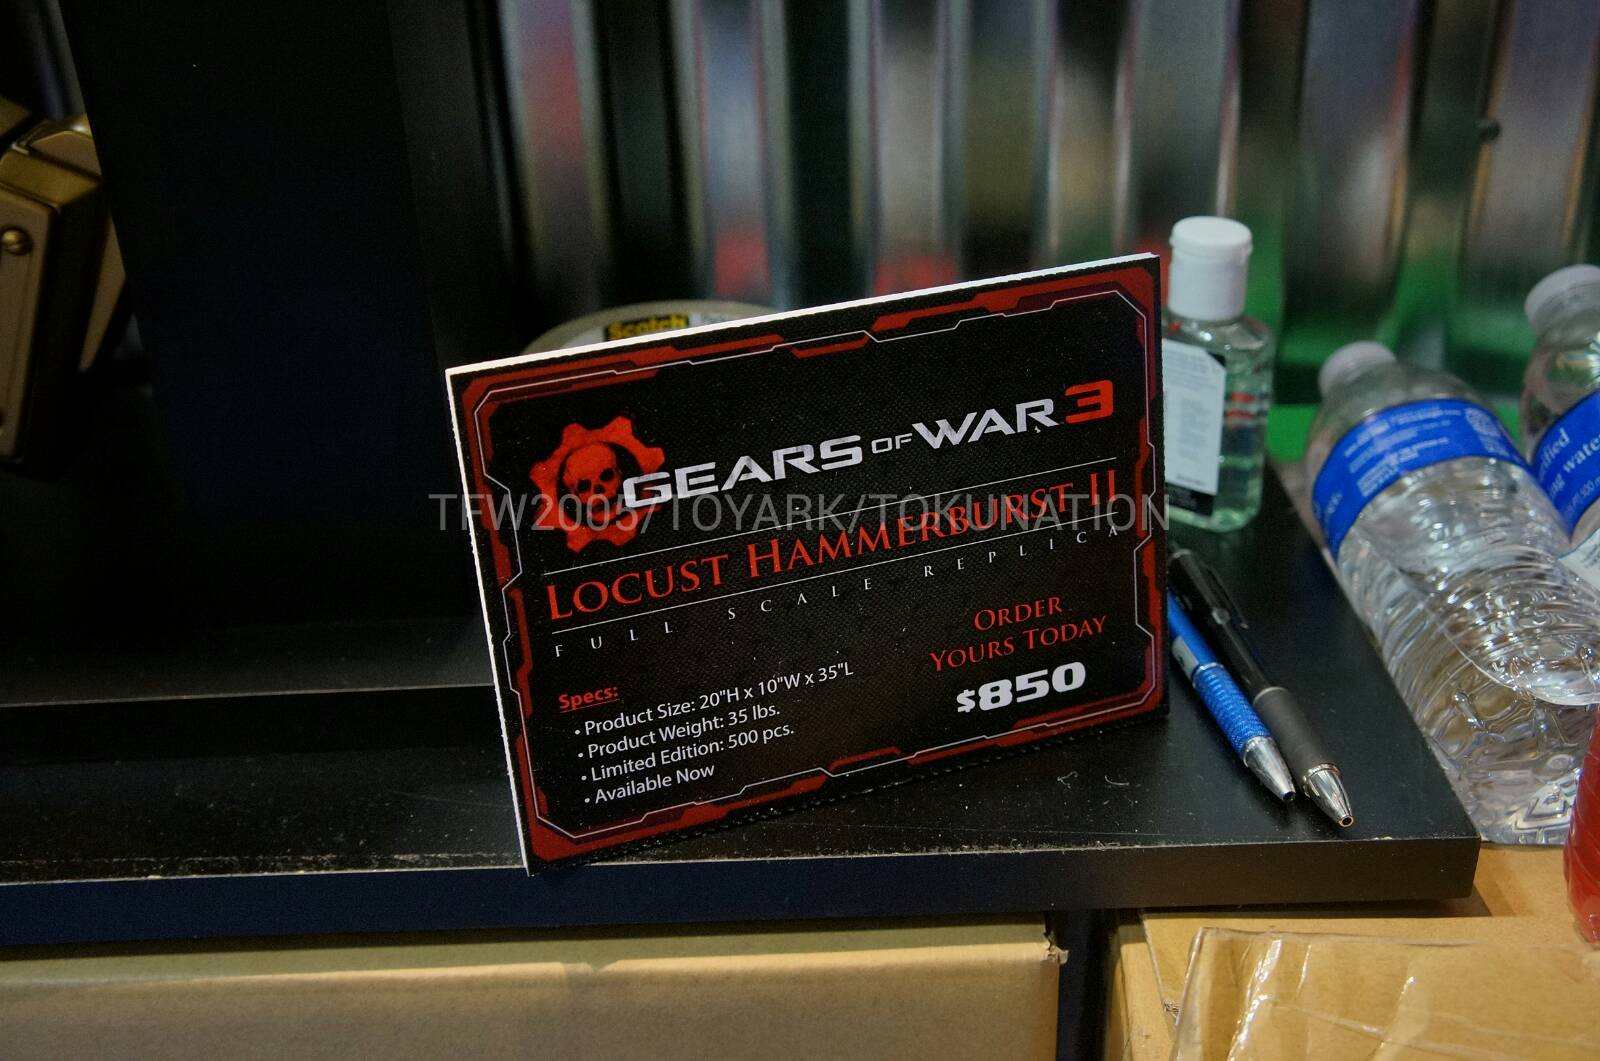 Scotch
GEARS OF WAR 3
TFW2005/TOYARK/TOKUNATION
LOCUST HAMMERBURST II
FULL SCALE REPLICA
ORDER
YOURS TODAY
$850
Specs:
• Product Size: 20"H x 10"W x 35"L
• Product Weight: 35 lbs.
• Limited Edition: 500 pcs.
• Available Now